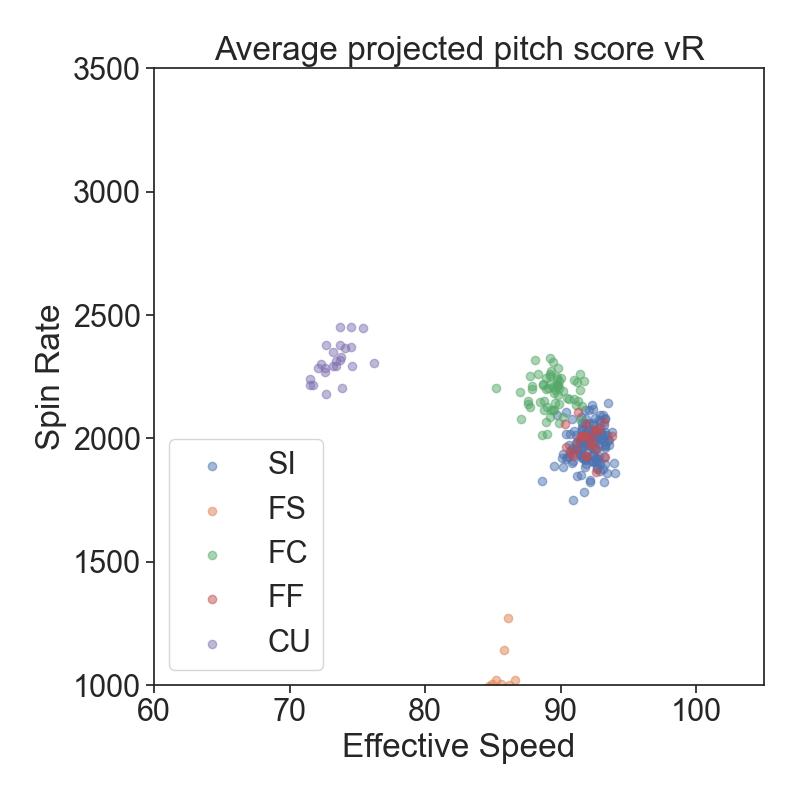 Average projected pitch score vR
3500
3000
2500
2000
1500
1000
Spin Rate
SI
FS
FC
FF
CU
60 70 80 90 100
Effective Speed